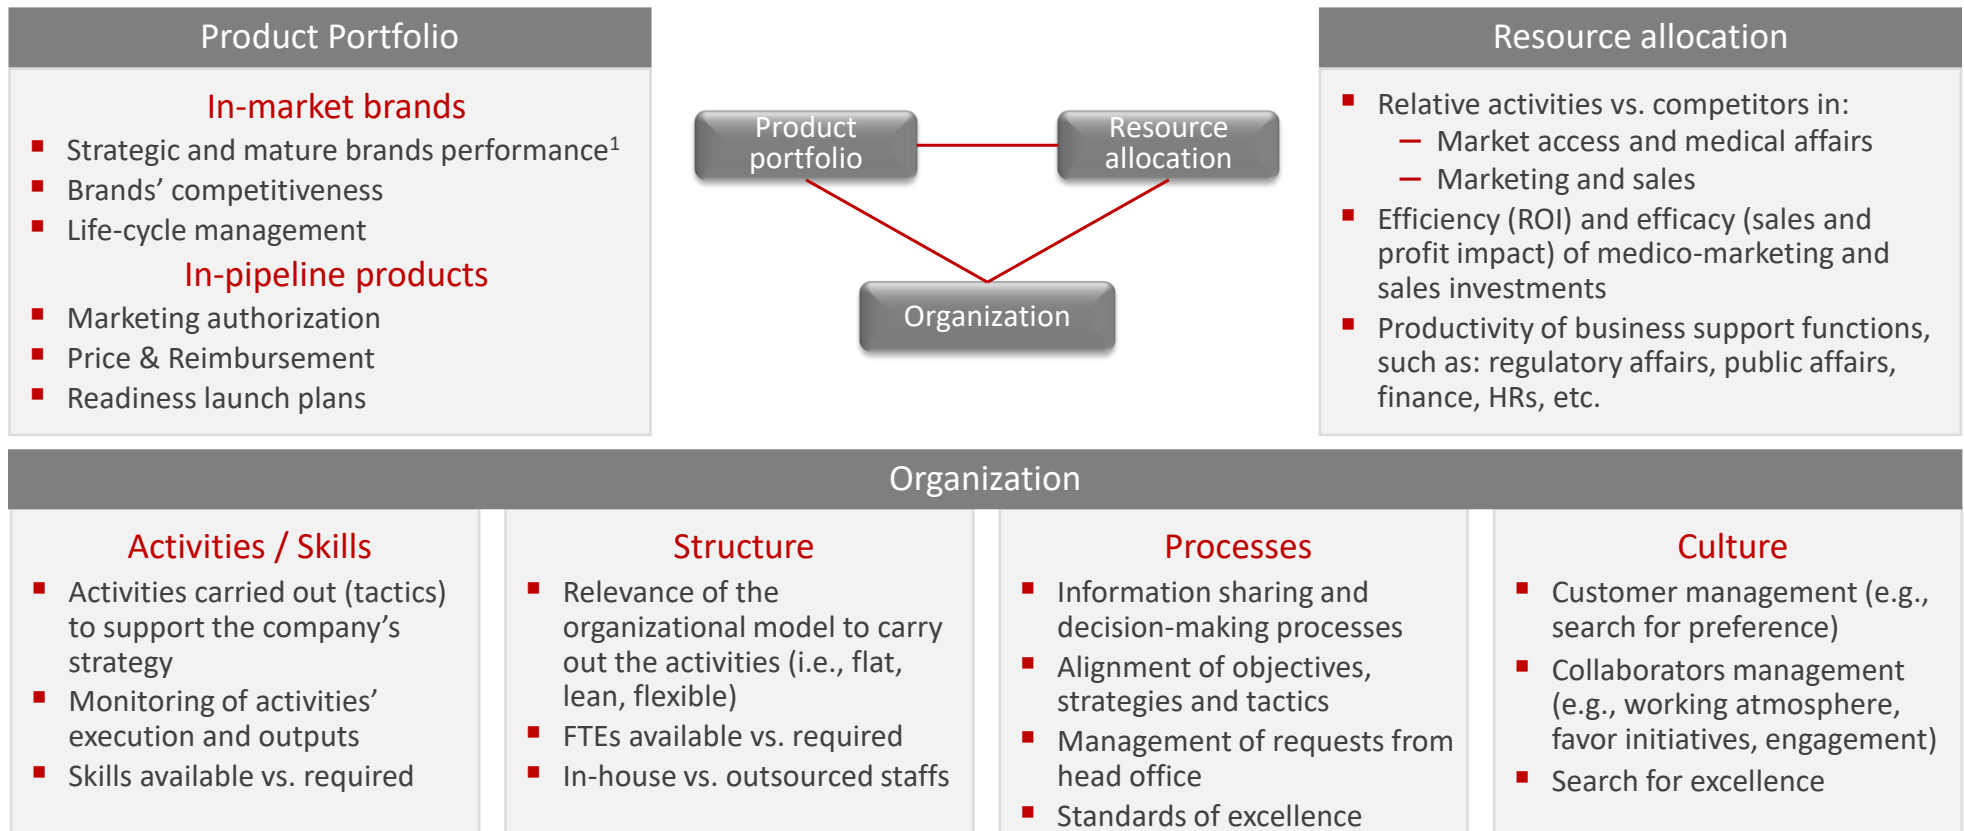 Product Portfolio
In-market brands
▪ Strategic and mature brands performance¹
▪ Brands’ competitiveness
▪ Life-cycle management
In-pipeline products
▪ Marketing authorization
▪ Price & Reimbursement
▪ Readiness launch plans
Product
portfolio
Resource
allocation
Organization
Resource allocation
▪ Relative activities vs. competitors in:
— Market access and medical affairs
— Marketing and sales
▪ Efficiency (ROI) and efficacy (sales and
profit impact) of medico-marketing and
sales investments
▪ Productivity of business support functions,
such as: regulatory affairs, public affairs,
finance, HRs, etc.
Organization
Activities / Skills
▪ Activities carried out (tactics)
to support the company’s
strategy
▪ Monitoring of activities’
execution and outputs
▪ Skills available vs. required
Structure
▪ Relevance of the
organizational model to carry
out the activities (i.e., flat,
lean, flexible)
▪ FTEs available vs. required
▪ In-house vs. outsourced staffs
Processes
▪ Information sharing and
decision-making processes
▪ Alignment of objectives,
strategies and tactics
▪ Management of requests from
head office
▪ Standards of excellence
Culture
▪ Customer management (e.g.,
search for preference)
▪ Collaborators management
(e.g., working atmosphere,
favor initiatives, engagement)
▪ Search for excellence